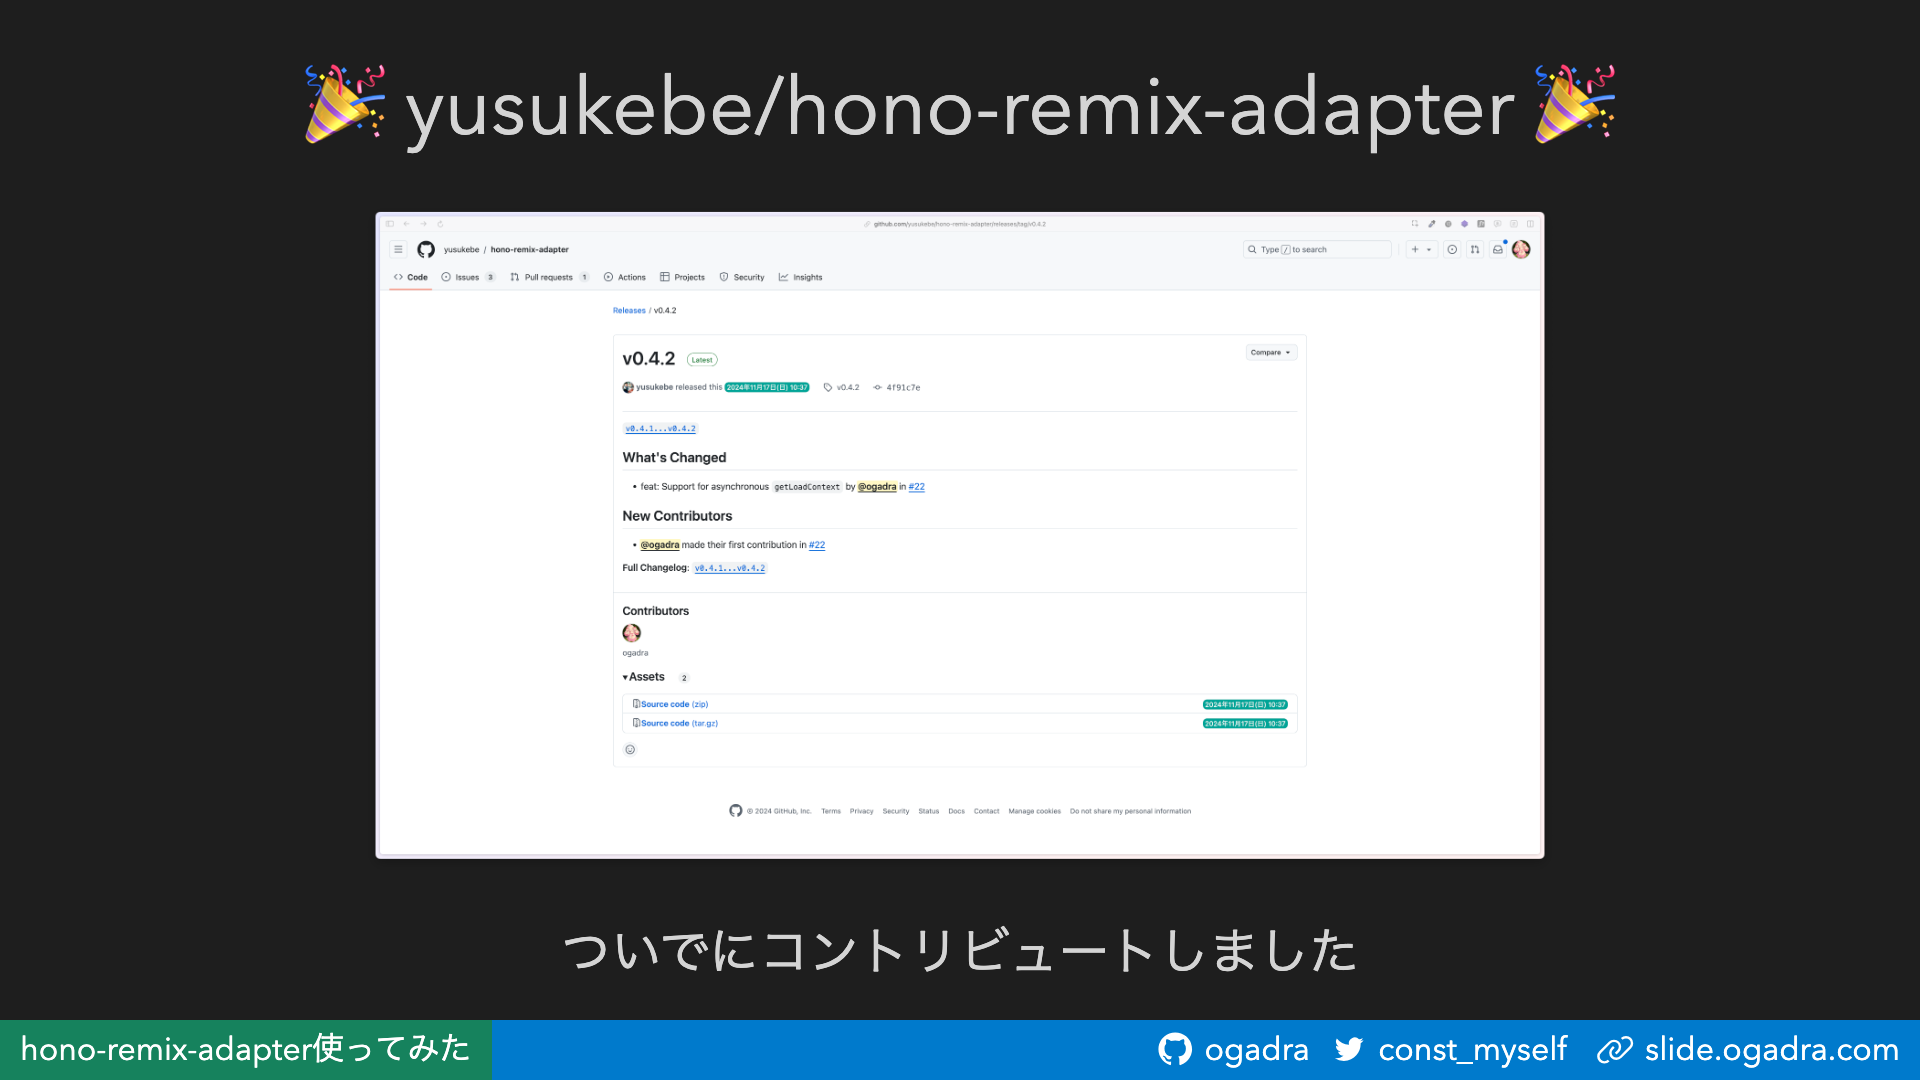 🎉 yusukebe/hono-remix-adapter 🎉
github.com/yusukebe/hono-remix-adapter/releases/tag/v0.4.2
yusukebe / hono-remix-adapter
Type / to search
Code Issues 3 Pull requests 1 Actions Projects Security Insights
Releases / v0.4.2
v0.4.2 Latest
Compare
yusukebe released this 2024年11月17日(日) 10:37 v0.4.2 4f91c7e
v0.4.1...v0.4.2
What's Changed
• feat: Support for asynchronous getLoadContext by @ogadra in #22
New Contributors
• @ogadra made their first contribution in #22
Full Changelog: v0.4.1...v0.4.2
Contributors
ogadra
Assets 2
Source code (zip) 2024年11月17日(日) 10:37
Source code (tar.gz) 2024年11月17日(日) 10:37
© 2024 GitHub, Inc. Terms Privacy Security Status Docs Contact Manage cookies Do not share my personal information
ついでにコントリビュートしました
hono-remix-adapter使ってみた
ogadra const_myself slide.ogadra.com